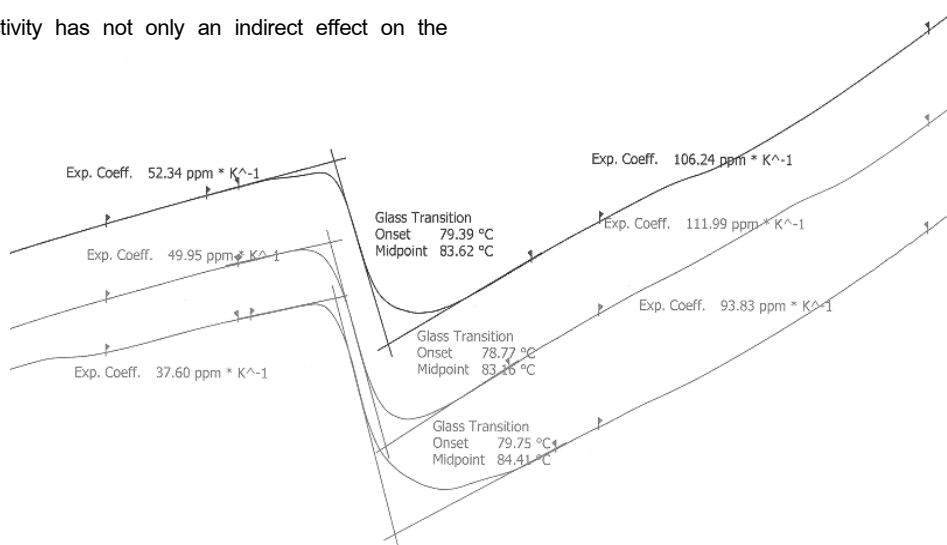 tivity has not only an indirect effect on the
Exp. Coeff. 52.34 ppm * K^-1
Exp. Coeff. 106.24 ppm * K^-1
Glass Transition
Onset 79.39 °C
Midpoint 83.62 °C
Exp. Coeff. 111.99 ppm * K^-1
Exp. Coeff. 49.95 ppm * K^-1
Exp. Coeff. 93.83 ppm * K^-1
Glass Transition
Onset 78.77 °C
Midpoint 83.16 °C
Exp. Coeff. 37.60 ppm * K^-1
Glass Transition
Onset 79.75 °C
Midpoint 84.41 °C